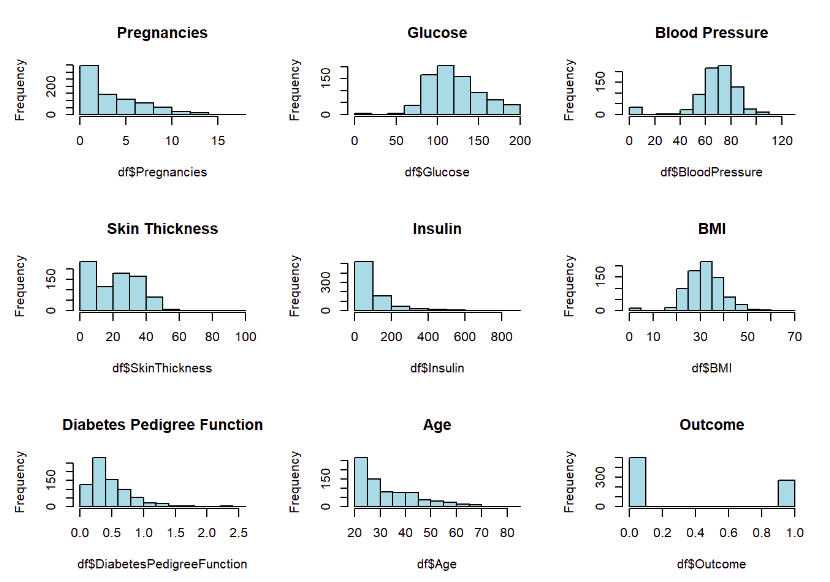 Pregnancies
Frequency
0 200
0 5 10 15
df$Pregnancies
Glucose
Frequency
0 150
0 50 100 150 200
df$Glucose
Blood Pressure
Frequency
0 150
0 20 40 60 80 120
df$BloodPressure
Skin Thickness
Frequency
0 150
0 20 40 60 80 100
df$SkinThickness
Insulin
Frequency
0 300
0 200 400 600 800
df$Insulin
BMI
Frequency
0 150
0 10 30 50 70
df$BMI
Diabetes Pedigree Function
Frequency
0 150
0.0 0.5 1.0 1.5 2.0 2.5
df$DiabetesPedigreeFunction
Age
Frequency
0 150
20 30 40 50 60 70 80
df$Age
Outcome
Frequency
0 300
0.0 0.2 0.4 0.6 0.8 1.0
df$Outcome